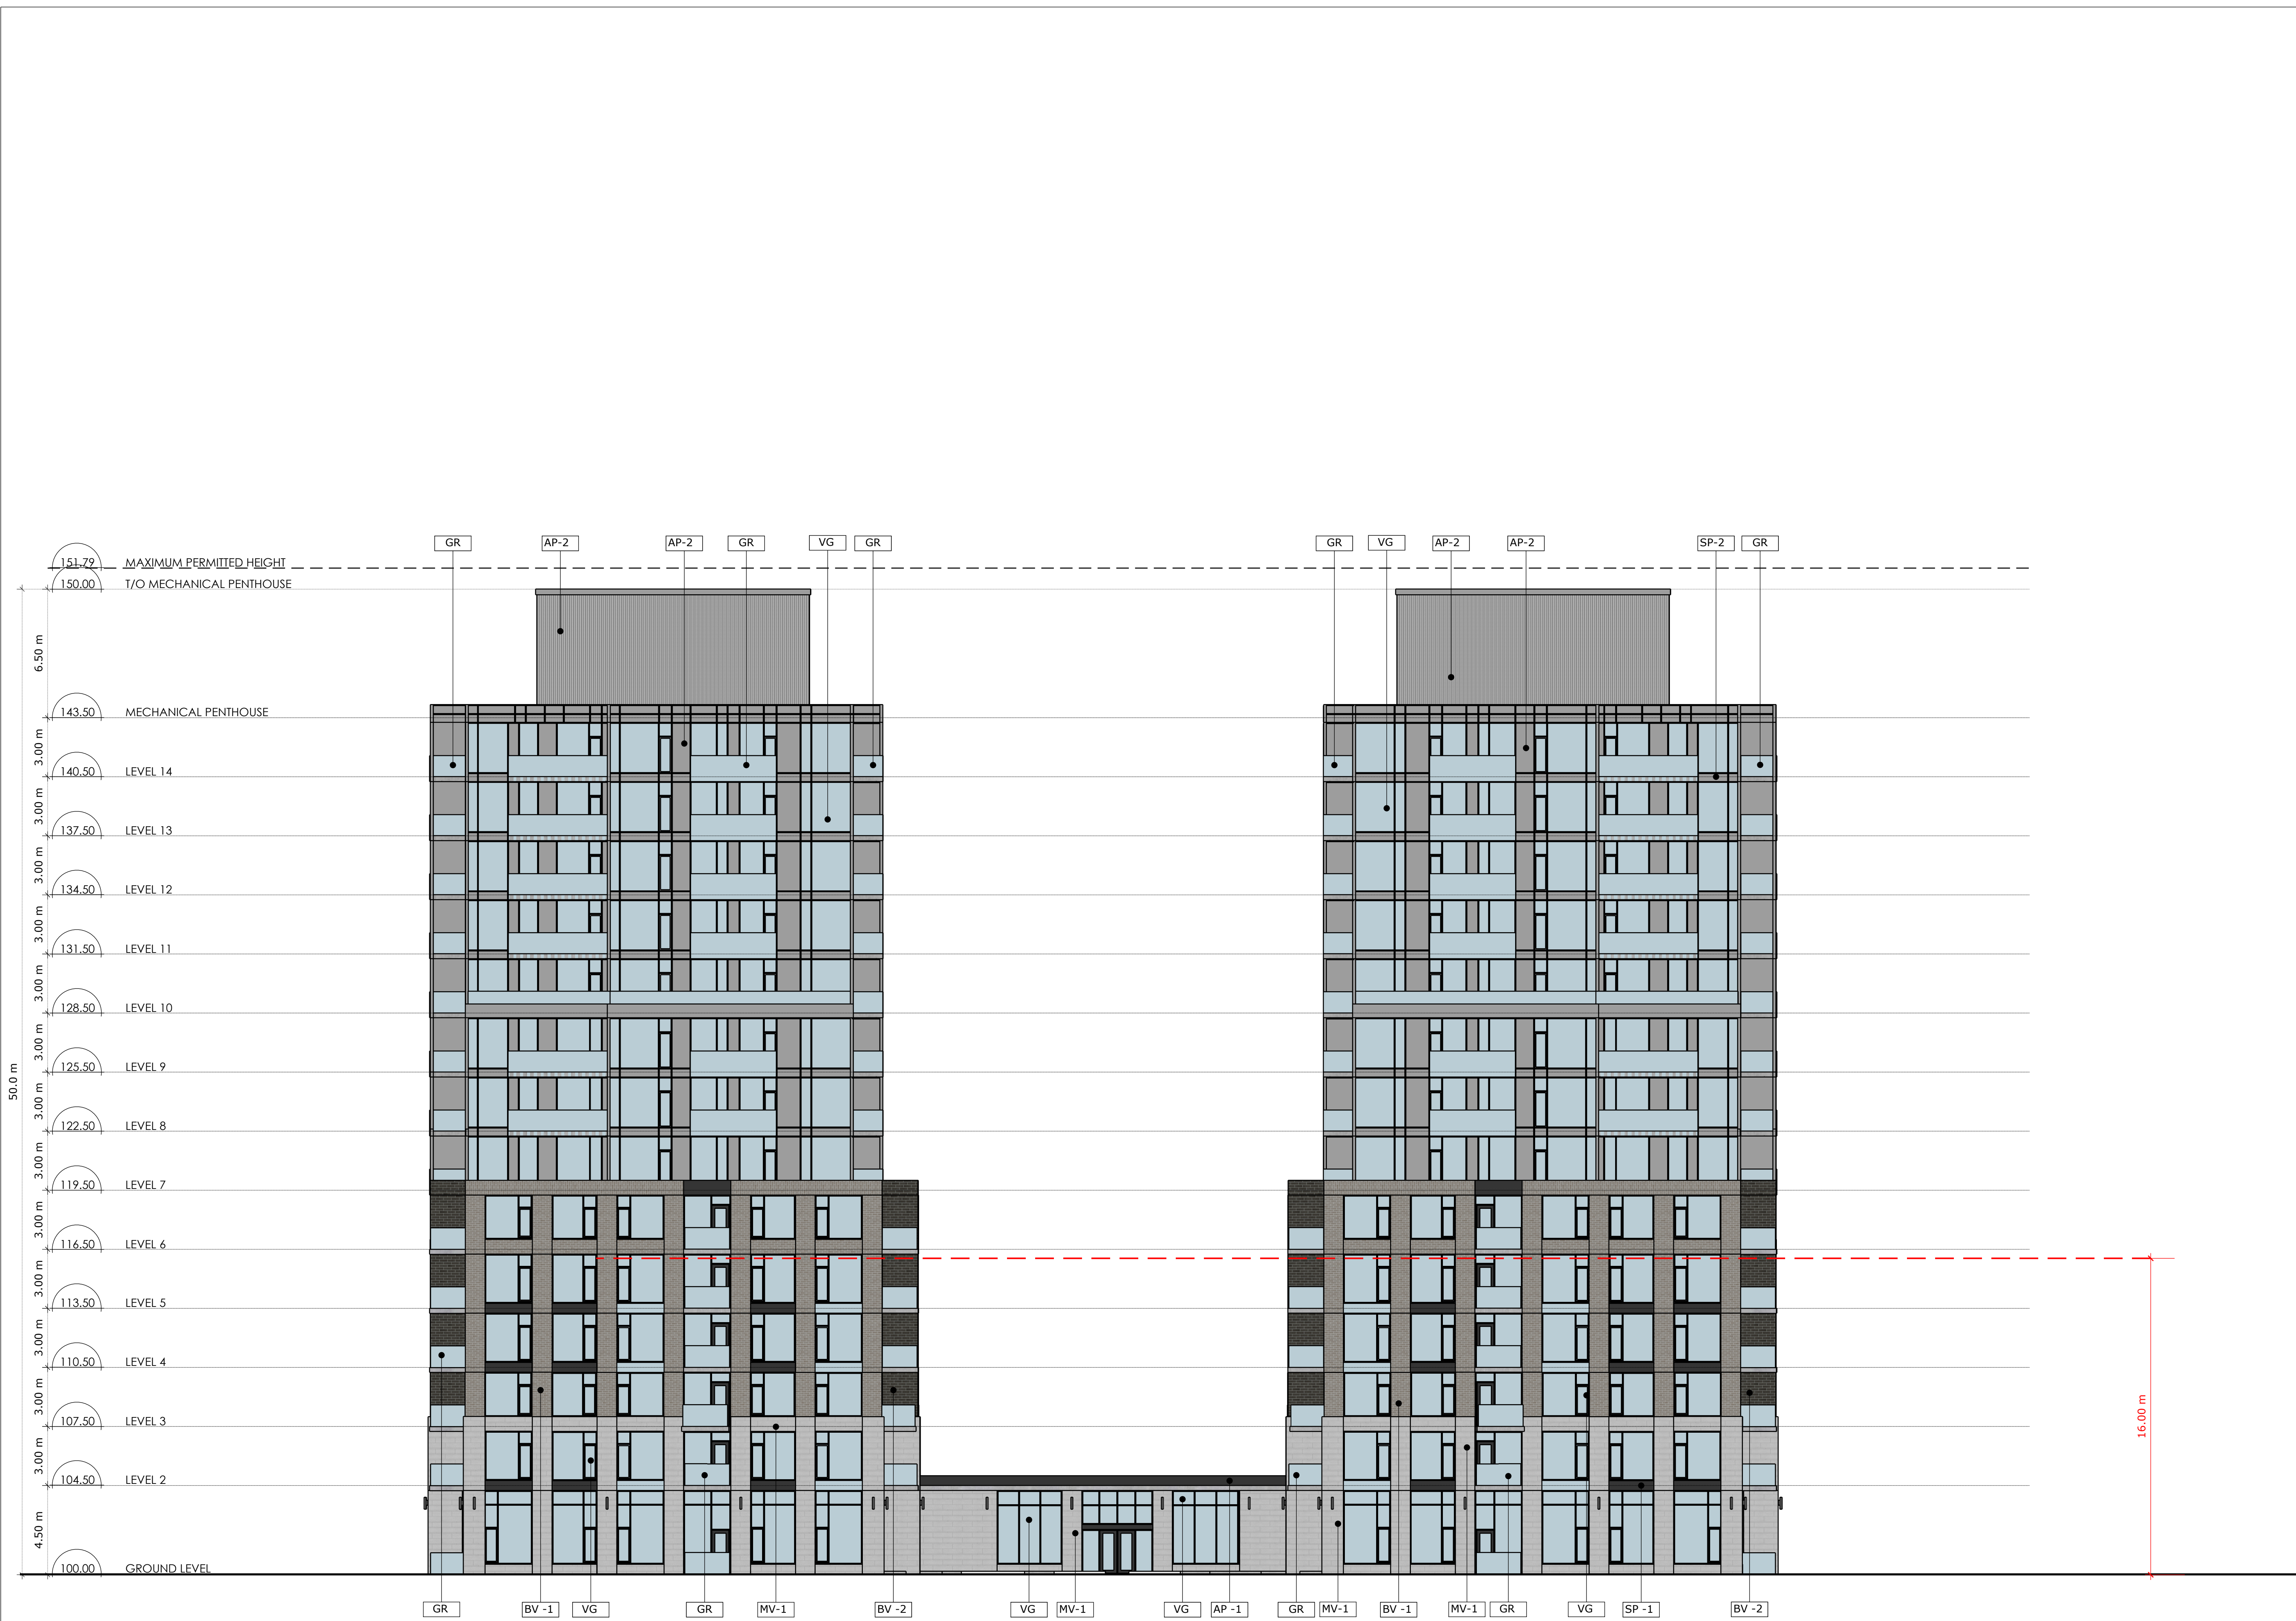 GR AP-2 AP-2 GR VG GR GR VG AP-2 AP-2 SP-2 GR
151.79 MAXIMUM PERMITTED HEIGHT
150.00 T/O MECHANICAL PENTHOUSE
6.50 m
143.50 MECHANICAL PENTHOUSE
3.00 m
140.50 LEVEL 14
3.00 m
137.50 LEVEL 13
3.00 m
134.50 LEVEL 12
3.00 m
131.50 LEVEL 11
3.00 m
128.50 LEVEL 10
3.00 m
50.0 m
125.50 LEVEL 9
3.00 m
122.50 LEVEL 8
3.00 m
119.50 LEVEL 7
3.00 m
116.50 LEVEL 6
3.00 m
113.50 LEVEL 5
3.00 m
110.50 LEVEL 4
3.00 m
107.50 LEVEL 3
16.00 m
3.00 m
104.50 LEVEL 2
4.50 m
100.00 GROUND LEVEL
GR BV -1 VG GR MV-1 BV -2 VG MV-1 VG AP -1 GR MV-1 BV -1 MV-1 GR VG SP -1 BV -2